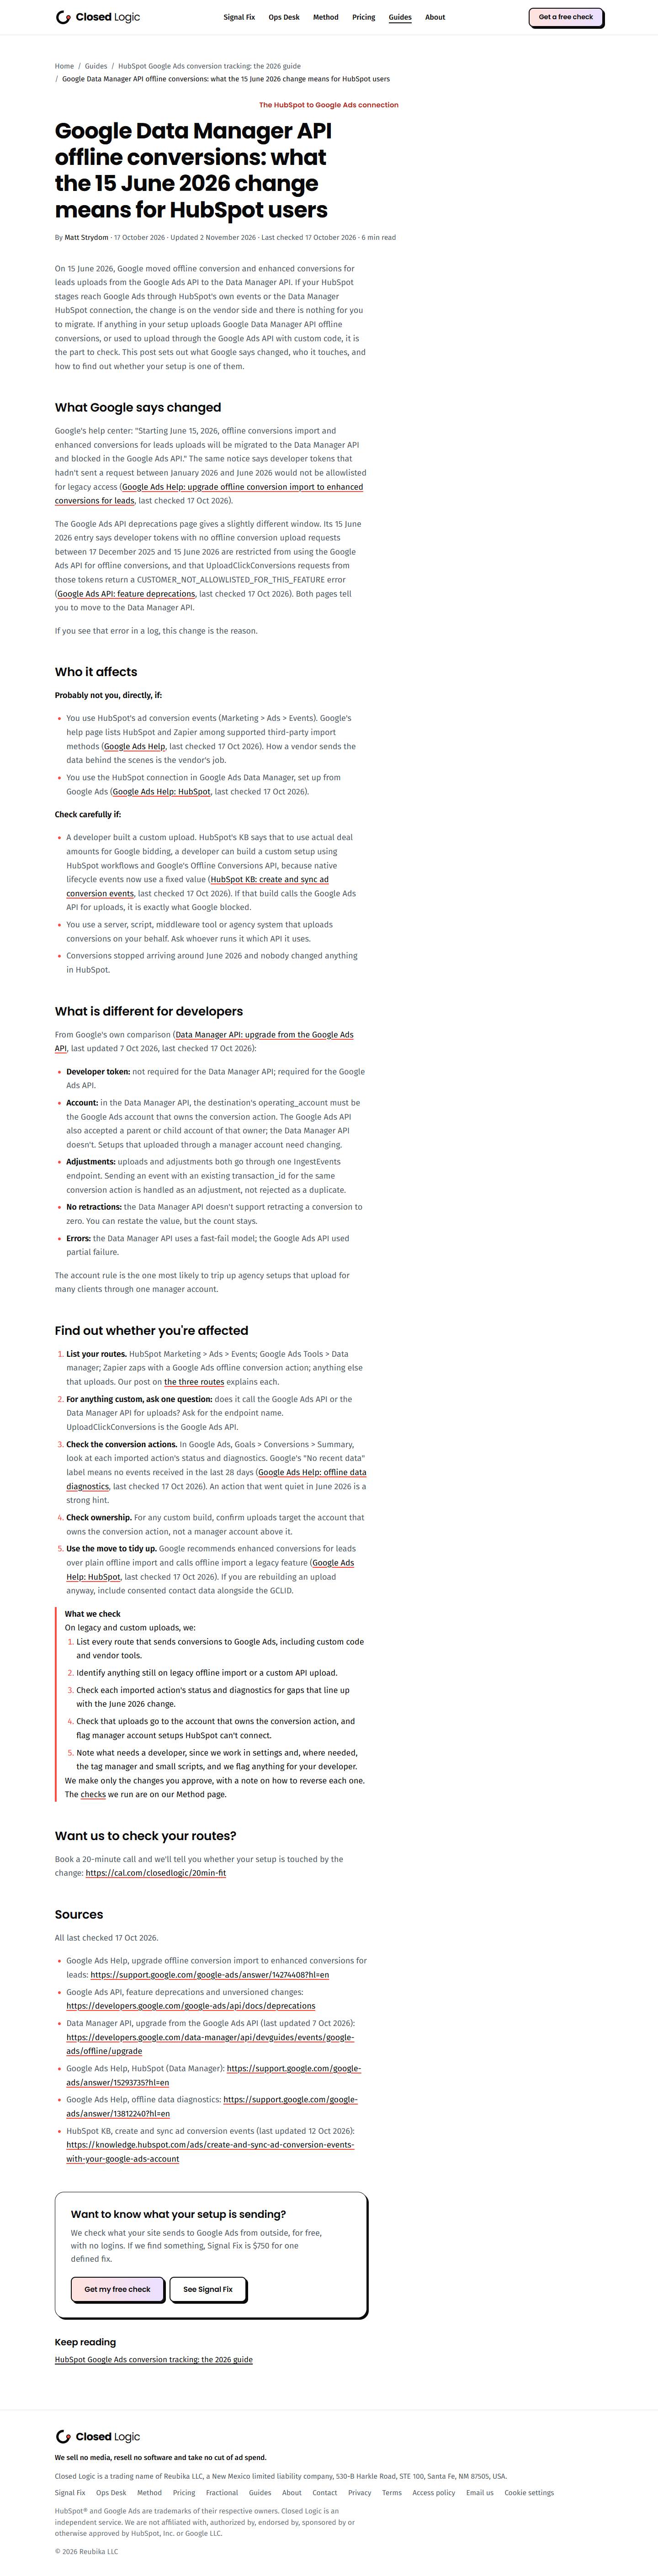 Closed Logic
Signal Fix
Ops Desk
Method
Pricing
Guides
About
Get a free check
Home / Guides / HubSpot Google Ads conversion tracking: the 2026 guide
/ Google Data Manager API offline conversions: what the 15 June 2026 change means for HubSpot users
The HubSpot to Google Ads connection
Google Data Manager API
offline conversions: what
the 15 June 2026 change
means for HubSpot users
By Matt Strydom · 17 October 2026 · Updated 2 November 2026 · Last checked 17 October 2026 · 6 min read
On 15 June 2026, Google moved offline conversion and enhanced conversions for
leads uploads from the Google Ads API to the Data Manager API. If your HubSpot
stages reach Google Ads through HubSpot's own events or the Data Manager
HubSpot connection, the change is on the vendor side and there is nothing for you
to migrate. If anything in your setup uploads Google Data Manager API offline
conversions, or used to upload through the Google Ads API with custom code, it is
the part to check. This post sets out what Google says changed, who it touches, and
how to find out whether your setup is one of them.
What Google says changed
Google's help center: "Starting June 15, 2026, offline conversions import and
enhanced conversions for leads uploads will be migrated to the Data Manager API
and blocked in the Google Ads API." The same notice says developer tokens that
hadn't sent a request between January 2026 and June 2026 would not be allowlisted
for legacy access (Google Ads Help: upgrade offline conversion import to enhanced
conversions for leads, last checked 17 Oct 2026).
The Google Ads API deprecations page gives a slightly different window. Its 15 June
2026 entry says developer tokens with no offline conversion upload requests
between 17 December 2025 and 15 June 2026 are restricted from using the Google
Ads API for offline conversions, and that UploadClickConversions requests from
those tokens return a CUSTOMER_NOT_ALLOWLISTED_FOR_THIS_FEATURE error
(Google Ads API: feature deprecations, last checked 17 Oct 2026). Both pages tell
you to move to the Data Manager API.
If you see that error in a log, this change is the reason.
Who it affects
Probably not you, directly, if:
• You use HubSpot's ad conversion events (Marketing > Ads > Events). Google's
help page lists HubSpot and Zapier among supported third-party import
methods (Google Ads Help, last checked 17 Oct 2026). How a vendor sends the
data behind the scenes is the vendor's job.
• You use the HubSpot connection in Google Ads Data Manager, set up from
Google Ads (Google Ads Help: HubSpot, last checked 17 Oct 2026).
Check carefully if:
• A developer built a custom upload. HubSpot's KB says that to use actual deal
amounts for Google bidding, a developer can build a custom setup using
HubSpot workflows and Google's Offline Conversions API, because native
lifecycle events now use a fixed value (HubSpot KB: create and sync ad
conversion events, last checked 17 Oct 2026). If that build calls the Google Ads
API for uploads, it is exactly what Google blocked.
• You use a server, script, middleware tool or agency system that uploads
conversions on your behalf. Ask whoever runs it which API it uses.
• Conversions stopped arriving around June 2026 and nobody changed anything
in HubSpot.
What is different for developers
From Google's own comparison (Data Manager API: upgrade from the Google Ads
API, last updated 7 Oct 2026, last checked 17 Oct 2026):
• Developer token: not required for the Data Manager API; required for the Google
Ads API.
• Account: in the Data Manager API, the destination's operating_account must be
the Google Ads account that owns the conversion action. The Google Ads API
also accepted a parent or child account of that owner; the Data Manager API
doesn't. Setups that uploaded through a manager account need changing.
• Adjustments: uploads and adjustments both go through one IngestEvents
endpoint. Sending an event with an existing transaction_id for the same
conversion action is handled as an adjustment, not rejected as a duplicate.
• No retractions: the Data Manager API doesn't support retracting a conversion to
zero. You can restate the value, but the count stays.
• Errors: the Data Manager API uses a fast-fail model; the Google Ads API used
partial failure.
The account rule is the one most likely to trip up agency setups that upload for
many clients through one manager account.
Find out whether you're affected
1. List your routes. HubSpot Marketing > Ads > Events; Google Ads Tools > Data
manager; Zapier zaps with a Google Ads offline conversion action; anything else
that uploads. Our post on the three routes explains each.
2. For anything custom, ask one question: does it call the Google Ads API or the
Data Manager API for uploads? Ask for the endpoint name.
UploadClickConversions is the Google Ads API.
3. Check the conversion actions. In Google Ads, Goals > Conversions > Summary,
look at each imported action's status and diagnostics. Google's "No recent data"
label means no events received in the last 28 days (Google Ads Help: offline data
diagnostics, last checked 17 Oct 2026). An action that went quiet in June 2026 is a
strong hint.
4. Check ownership. For any custom build, confirm uploads target the account that
owns the conversion action, not a manager account above it.
5. Use the move to tidy up. Google recommends enhanced conversions for leads
over plain offline import and calls offline import a legacy feature (Google Ads
Help: HubSpot, last checked 17 Oct 2026). If you are rebuilding an upload
anyway, include consented contact data alongside the GCLID.
What we check
On legacy and custom uploads, we:
1. List every route that sends conversions to Google Ads, including custom code
and vendor tools.
2. Identify anything still on legacy offline import or a custom API upload.
3. Check each imported action's status and diagnostics for gaps that line up
with the June 2026 change.
4. Check that uploads go to the account that owns the conversion action, and
flag manager account setups HubSpot can't connect.
5. Note what needs a developer, since we work in settings and, where needed,
the tag manager and small scripts, and we flag anything for your developer.
We make only the changes you approve, with a note on how to reverse each one.
The checks we run are on our Method page.
Want us to check your routes?
Book a 20-minute call and we'll tell you whether your setup is touched by the
change: https://cal.com/closedlogic/20min-fit
Sources
All last checked 17 Oct 2026.
• Google Ads Help, upgrade offline conversion import to enhanced conversions for
leads: https://support.google.com/google-ads/answer/14274408?hl=en
• Google Ads API, feature deprecations and unversioned changes:
https://developers.google.com/google-ads/api/docs/deprecations
• Data Manager API, upgrade from the Google Ads API (last updated 7 Oct 2026):
https://developers.google.com/data-manager/api/devguides/events/google-
ads/offline/upgrade
• Google Ads Help, HubSpot (Data Manager): https://support.google.com/google-
ads/answer/15293735?hl=en
• Google Ads Help, offline data diagnostics: https://support.google.com/google-
ads/answer/13812240?hl=en
• HubSpot KB, create and sync ad conversion events (last updated 12 Oct 2026):
https://knowledge.hubspot.com/ads/create-and-sync-ad-conversion-events-
with-your-google-ads-account
Want to know what your setup is sending?
We check what your site sends to Google Ads from outside, for free,
with no logins. If we find something, Signal Fix is $750 for one
defined fix.
Get my free check
See Signal Fix
Keep reading
HubSpot Google Ads conversion tracking: the 2026 guide
Closed Logic
We sell no media, resell no software and take no cut of ad spend.
Closed Logic is a trading name of Reubika LLC, a New Mexico limited liability company, 530-B Harkle Road, STE 100, Santa Fe, NM 87505, USA.
Signal Fix Ops Desk Method Pricing Fractional Guides About Contact Privacy Terms Access policy Email us Cookie settings
HubSpot® and Google Ads are trademarks of their respective owners. Closed Logic is an
independent service. We are not affiliated with, authorized by, endorsed by, sponsored by or
otherwise approved by HubSpot, Inc. or Google LLC.
© 2026 Reubika LLC